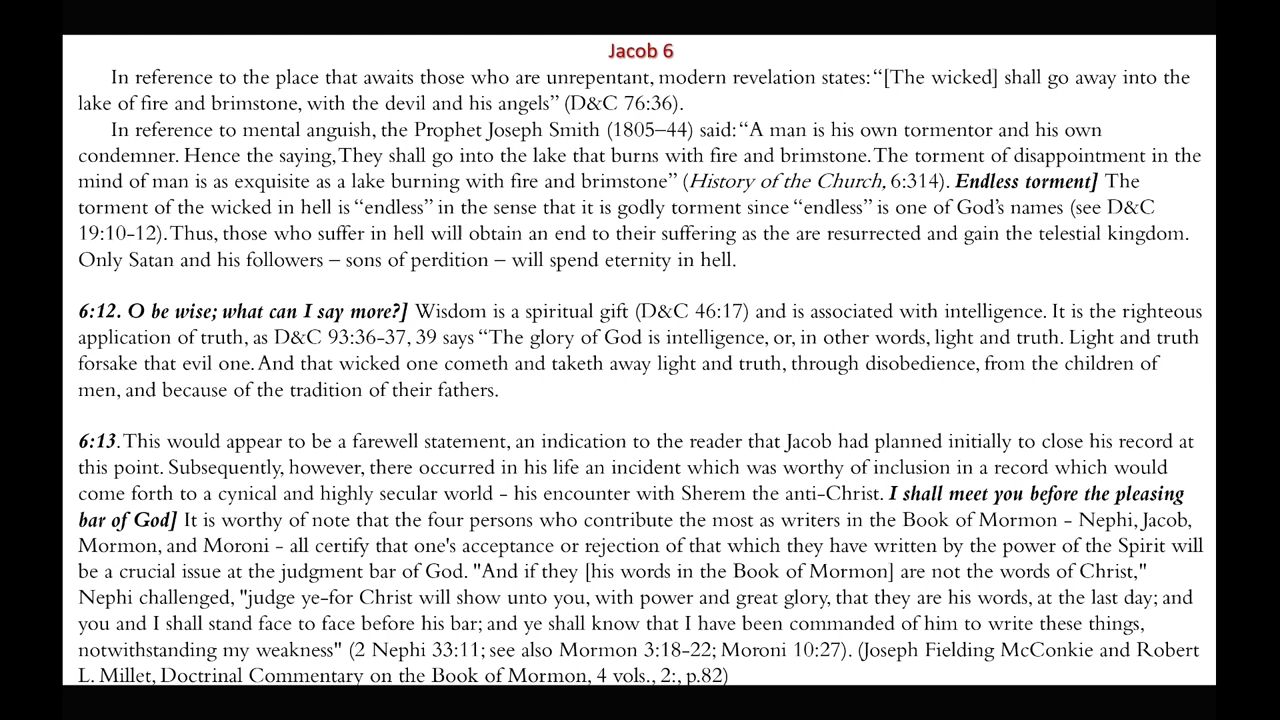 Jacob 6
In reference to the place that awaits those who are unrepentant, modern revelation states: “[The wicked] shall go away into the
lake of fire and brimstone, with the devil and his angels” (D&C 76:36).
In reference to mental anguish, the Prophet Joseph Smith (1805–44) said: “A man is his own tormentor and his own
condemner. Hence the saying, They shall go into the lake that burns with fire and brimstone. The torment of disappointment in the
mind of man is as exquisite as a lake burning with fire and brimstone” (History of the Church, 6:314). Endless torment] The
torment of the wicked in hell is “endless” in the sense that it is godly torment since “endless” is one of God’s names (see D&C
19:10-12). Thus, those who suffer in hell will obtain an end to their suffering as the are resurrected and gain the telestial kingdom.
Only Satan and his followers – sons of perdition – will spend eternity in hell.
6:12. O be wise; what can I say more?] Wisdom is a spiritual gift (D&C 46:17) and is associated with intelligence. It is the righteous
application of truth, as D&C 93:36-37, 39 says “The glory of God is intelligence, or, in other words, light and truth. Light and truth
forsake that evil one. And that wicked one cometh and taketh away light and truth, through disobedience, from the children of
men, and because of the tradition of their fathers.
6:13. This would appear to be a farewell statement, an indication to the reader that Jacob had planned initially to close his record at
this point. Subsequently, however, there occurred in his life an incident which was worthy of inclusion in a record which would
come forth to a cynical and highly secular world - his encounter with Sherem the anti-Christ. I shall meet you before the pleasing
bar of God] It is worthy of note that the four persons who contribute the most as writers in the Book of Mormon - Nephi, Jacob,
Mormon, and Moroni - all certify that one's acceptance or rejection of that which they have written by the power of the Spirit will
be a crucial issue at the judgment bar of God. "And if they [his words in the Book of Mormon] are not the words of Christ,"
Nephi challenged, "judge ye-for Christ will show unto you, with power and great glory, that they are his words, at the last day; and
you and I shall stand face to face before his bar; and ye shall know that I have been commanded of him to write these things,
notwithstanding my weakness" (2 Nephi 33:11; see also Mormon 3:18-22; Moroni 10:27). (Joseph Fielding McConkie and Robert
L. Millet, Doctrinal Commentary on the Book of Mormon, 4 vols., 2:, p.82)